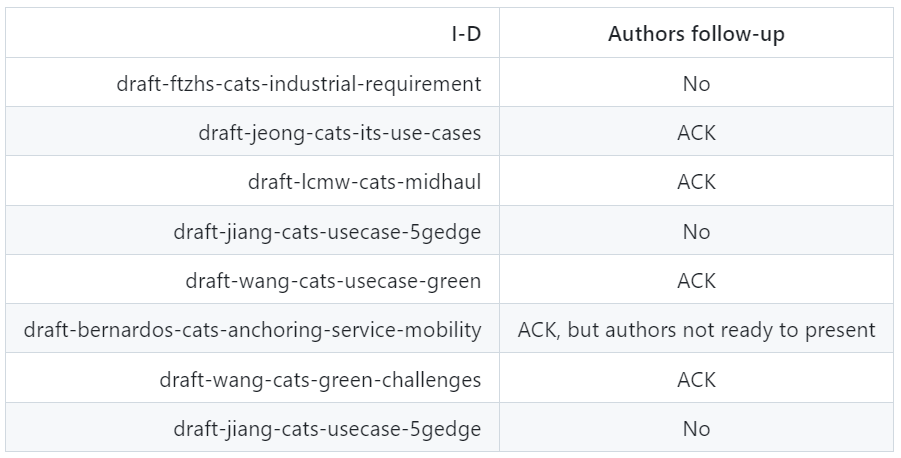 I-D Authors follow-up
draft-ftzhs-cats-industrial-requirement No
draft-jeong-cats-its-use-cases ACK
draft-lcmw-cats-midhaul ACK
draft-jiang-cats-usecase-5gedge No
draft-wang-cats-usecase-green ACK
draft-bernardos-cats-anchoring-service-mobility ACK, but authors not ready to present
draft-wang-cats-green-challenges ACK
draft-jiang-cats-usecase-5gedge No